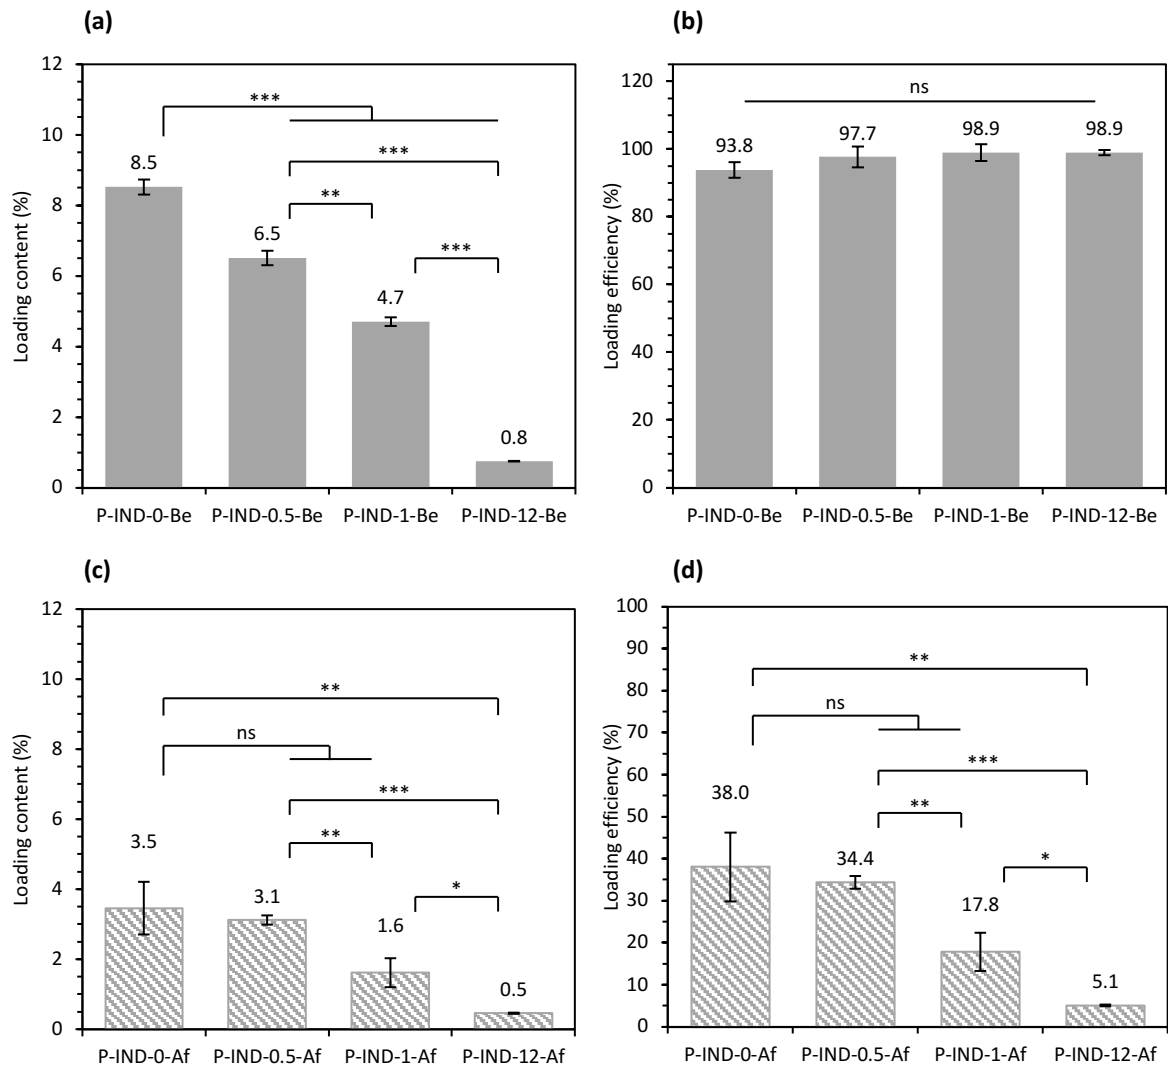 (a)
(b)
Loading content (%)
12
10
8
6
4
2
0
***
***
**
***
8.5
6.5
4.7
0.8
P-IND-0-Be
P-IND-0.5-Be
P-IND-1-Be
P-IND-12-Be
Loading efficiency (%)
120
100
80
60
40
20
0
ns
93.8
97.7
98.9
98.9
P-IND-0-Be
P-IND-0.5-Be
P-IND-1-Be
P-IND-12-Be
(c)
(d)
Loading content (%)
12
10
8
6
4
2
0
**
ns
***
**
*
3.5
3.1
1.6
0.5
P-IND-0-Af
P-IND-0.5-Af
P-IND-1-Af
P-IND-12-Af
Loading efficiency (%)
100
90
80
70
60
50
40
30
20
10
0
**
ns
***
**
*
38.0
34.4
17.8
5.1
P-IND-0-Af
P-IND-0.5-Af
P-IND-1-Af
P-IND-12-Af